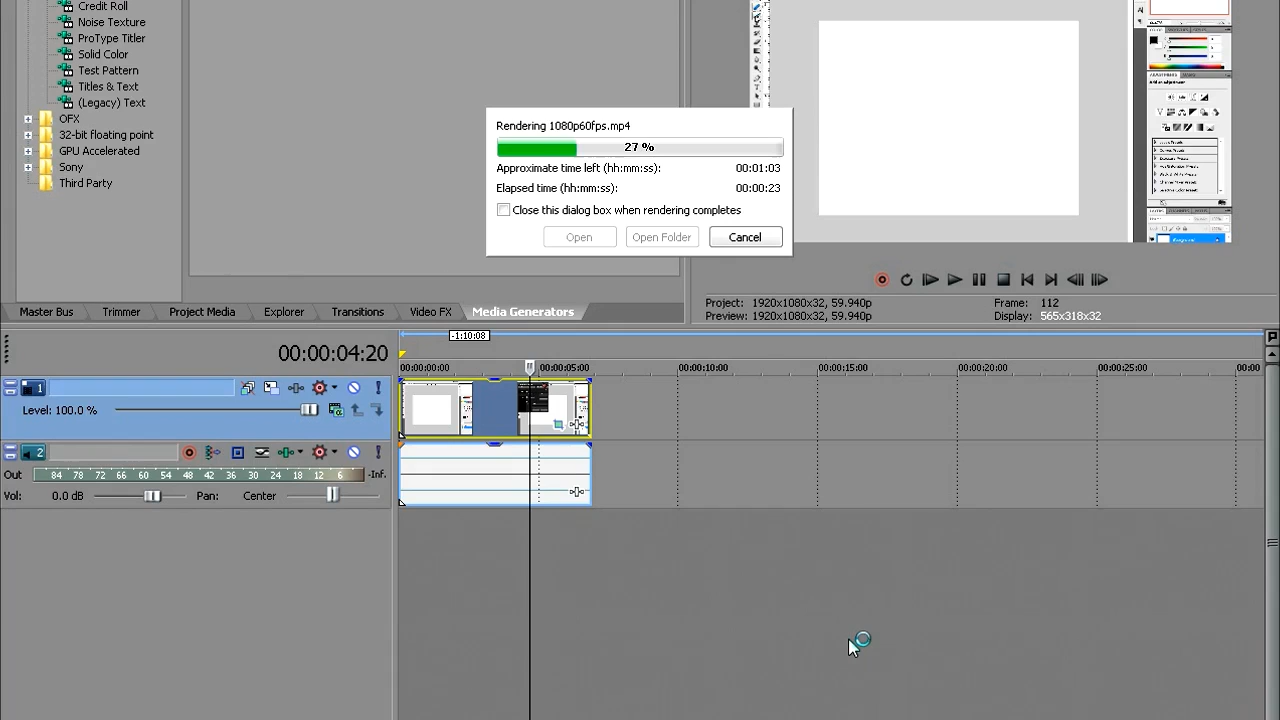 Credit Roll
Noise Texture
ProType Titler
Solid Color
Test Pattern
Titles & Text
(Legacy) Text
OFX
32-bit floating point
GPU Accelerated
Sony
Third Party
Rendering 1080p60fps.mp4
27 %
Approximate time left (hh:mm:ss): 00:01:03
Elapsed time (hh:mm:ss): 00:00:23
Close this dialog box when rendering completes
Open Open Folder Cancel
Master Bus Trimmer Project Media Explorer Transitions Video FX Media Generators
Project: 1920x1080x32, 59.940p Frame: 112
Preview: 1920x1080x32, 59.940p Display: 565x318x32
-1:10:08
00:00:04:20
00:00:00:00 00:00:05:00 00:00:10:00 00:00:15:00 00:00:20:00 00:00:25:00 00:00
1
Level: 100.0 %
2
Out 84 78 72 66 60 54 48 42 36 30 24 18 12 6 -Inf.
Vol: 0.0 dB Pan: Center